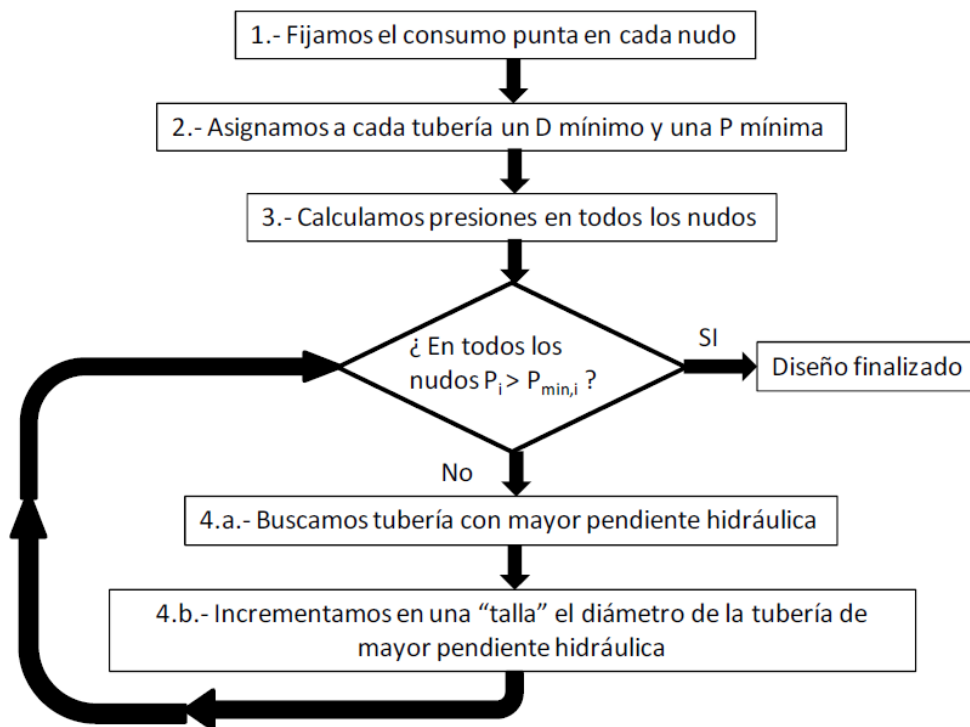 1.- Fijamos el consumo punta en cada nudo
2.- Asignamos a cada tubería un D mínimo y una P mínima
3.- Calculamos presiones en todos los nudos
¿ En todos los
nudos Pi > Pmin,i ?
SI
Diseño finalizado
No
4.a.- Buscamos tubería con mayor pendiente hidráulica
4.b.- Incrementamos en una “talla” el diámetro de la tubería de
mayor pendiente hidráulica